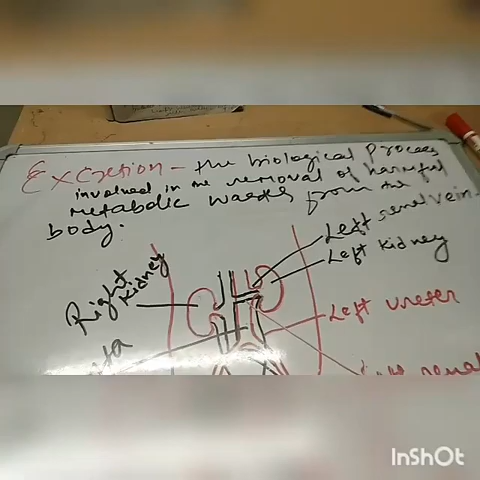 Excretion - the biological process
involved in the removal of harmful
metabolic wastes from the
body.
Left renal vein
Left kidney
Right
kidney
Left ureter
InShOt